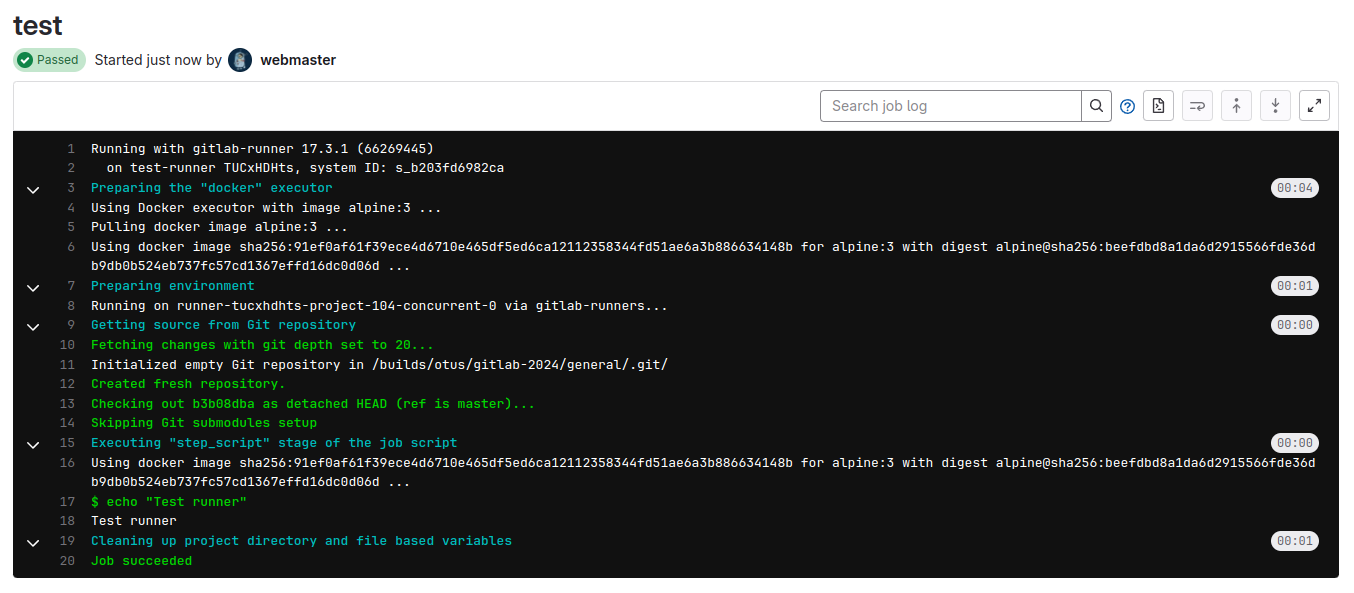 test
Passed Started just now by webmaster
Search job log
1 Running with gitlab-runner 17.3.1 (66269445)
2 on test-runner TUCxHDHts, system ID: s_b203fd6982ca
3 Preparing the "docker" executor 00:04
4 Using Docker executor with image alpine:3 ...
5 Pulling docker image alpine:3 ...
6 Using docker image sha256:91ef0af61f39ece4d6710e465df5ed6ca12112358344fd51ae6a3b886634148b for alpine:3 with digest alpine@sha256:beefdbd8a1da6d2915566fde36d
b9db0b524eb737fc57cd1367effd16dc0d06d ...
7 Preparing environment 00:01
8 Running on runner-tucxhdhts-project-104-concurrent-0 via gitlab-runners...
9 Getting source from Git repository 00:00
10 Fetching changes with git depth set to 20...
11 Initialized empty Git repository in /builds/otus/gitlab-2024/general/.git/
12 Created fresh repository.
13 Checking out b3b08dba as detached HEAD (ref is master)...
14 Skipping Git submodules setup
15 Executing "step_script" stage of the job script 00:00
16 Using docker image sha256:91ef0af61f39ece4d6710e465df5ed6ca12112358344fd51ae6a3b886634148b for alpine:3 with digest alpine@sha256:beefdbd8a1da6d2915566fde36d
b9db0b524eb737fc57cd1367effd16dc0d06d ...
17 $ echo "Test runner"
18 Test runner
19 Cleaning up project directory and file based variables 00:01
20 Job succeeded